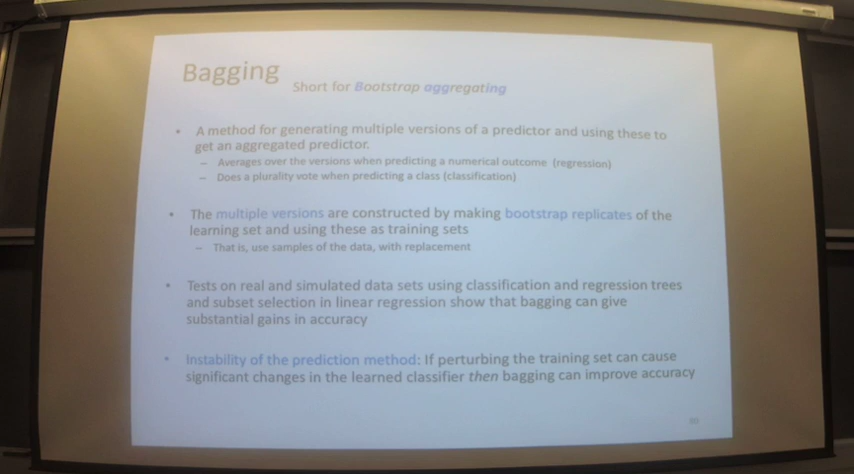 Bagging
Short for Bootstrap aggregating
• A method for generating multiple versions of a predictor and using these to
get an aggregated predictor.
– Averages over the versions when predicting a numerical outcome (regression)
– Does a plurality vote when predicting a class (classification)
• The multiple versions are constructed by making bootstrap replicates of the
learning set and using these as training sets
– That is, use samples of the data, with replacement
• Tests on real and simulated data sets using classification and regression trees
and subset selection in linear regression show that bagging can give
substantial gains in accuracy
• Instability of the prediction method: If perturbing the training set can cause
significant changes in the learned classifier then bagging can improve accuracy